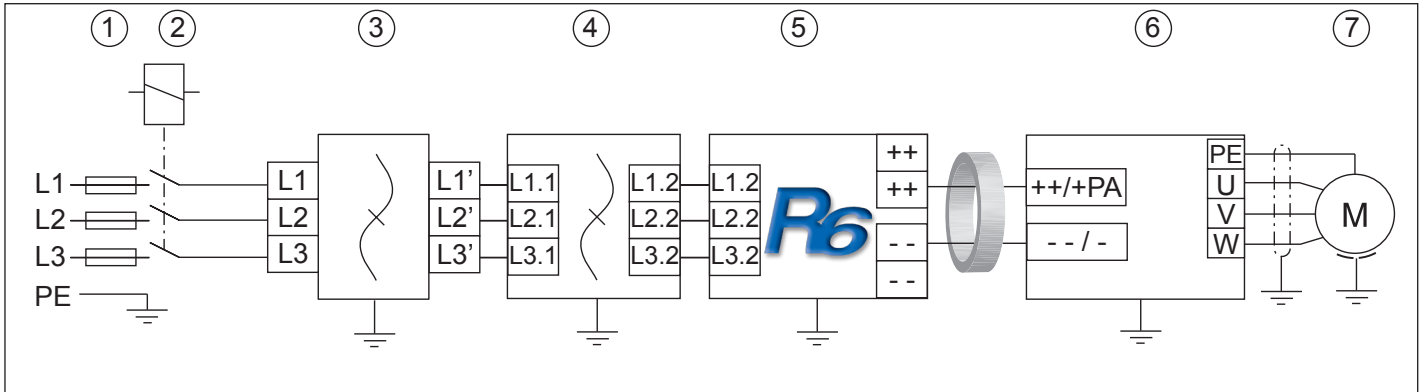 1 2 3 4 5 6 7
++ PE
L1 L1 L1' L1.1 L1.2 L1.2 ++ ++/+PA U
L2 L2 L2' L2.1 L2.2 L2.2 R6 V M
L3 L3 L3' L3.1 L3.2 L3.2 -- --/- W
PE --